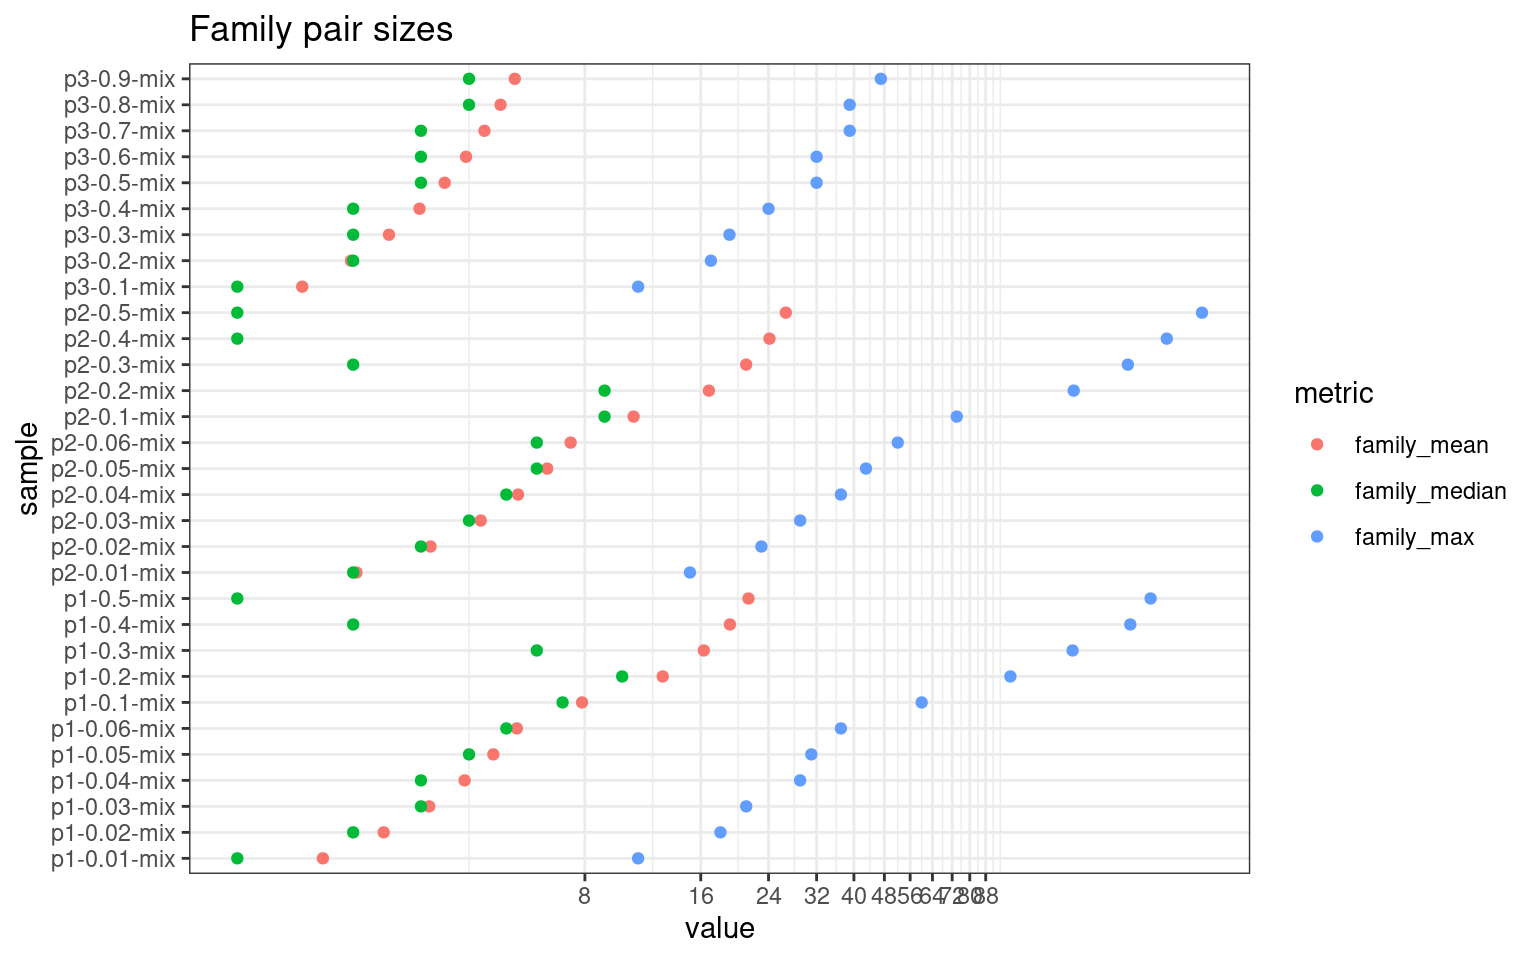 Family pair sizes
p3-0.9-mix
p3-0.8-mix
p3-0.7-mix
p3-0.6-mix
p3-0.5-mix
p3-0.4-mix
p3-0.3-mix
p3-0.2-mix
p3-0.1-mix
p2-0.5-mix
p2-0.4-mix
p2-0.3-mix
p2-0.2-mix
p2-0.1-mix
p2-0.06-mix
p2-0.05-mix
p2-0.04-mix
p2-0.03-mix
p2-0.02-mix
p2-0.01-mix
p1-0.5-mix
p1-0.4-mix
p1-0.3-mix
p1-0.2-mix
p1-0.1-mix
p1-0.06-mix
p1-0.05-mix
p1-0.04-mix
p1-0.03-mix
p1-0.02-mix
p1-0.01-mix
sample
8 16 24 32 40 48 56 64 72 80 88
value
metric
family_mean
family_median
family_max